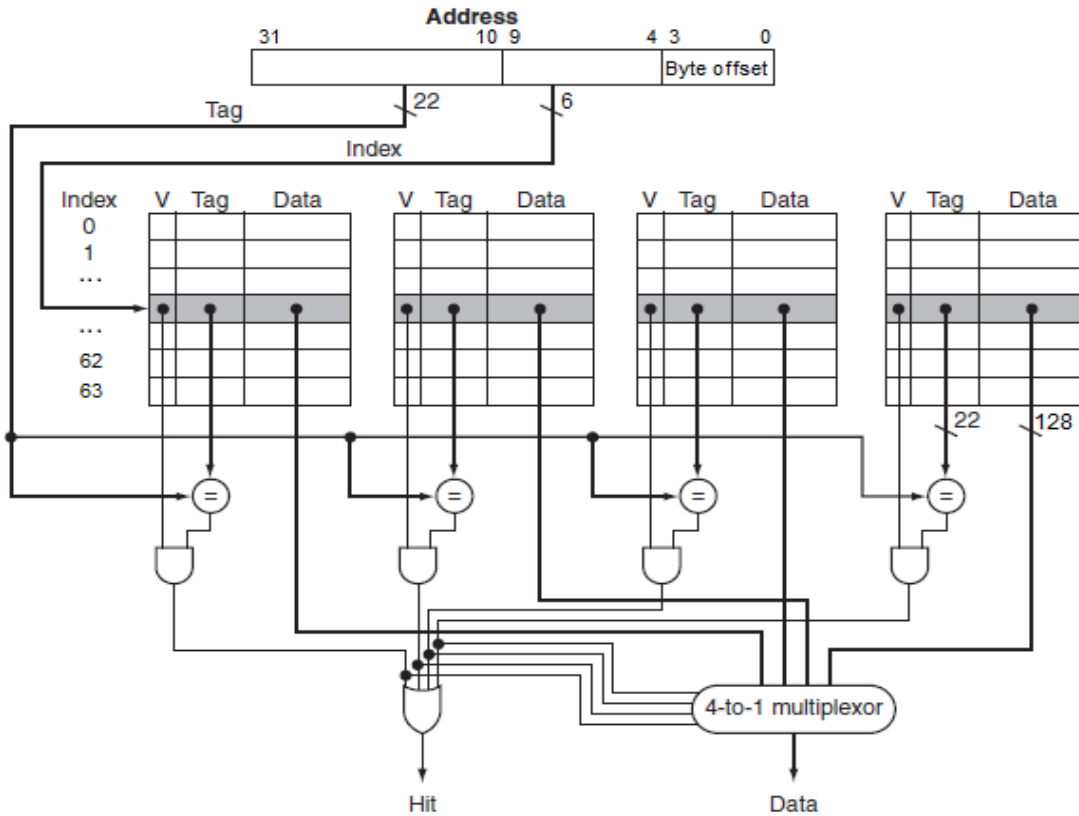 Address
31 10 9 4 3 0
Byte offset
22 6
Tag
Index
Index V Tag Data V Tag Data V Tag Data V Tag Data
0
1
...
...
62
63
22 128
= = = =
4-to-1 multiplexor
Hit Data